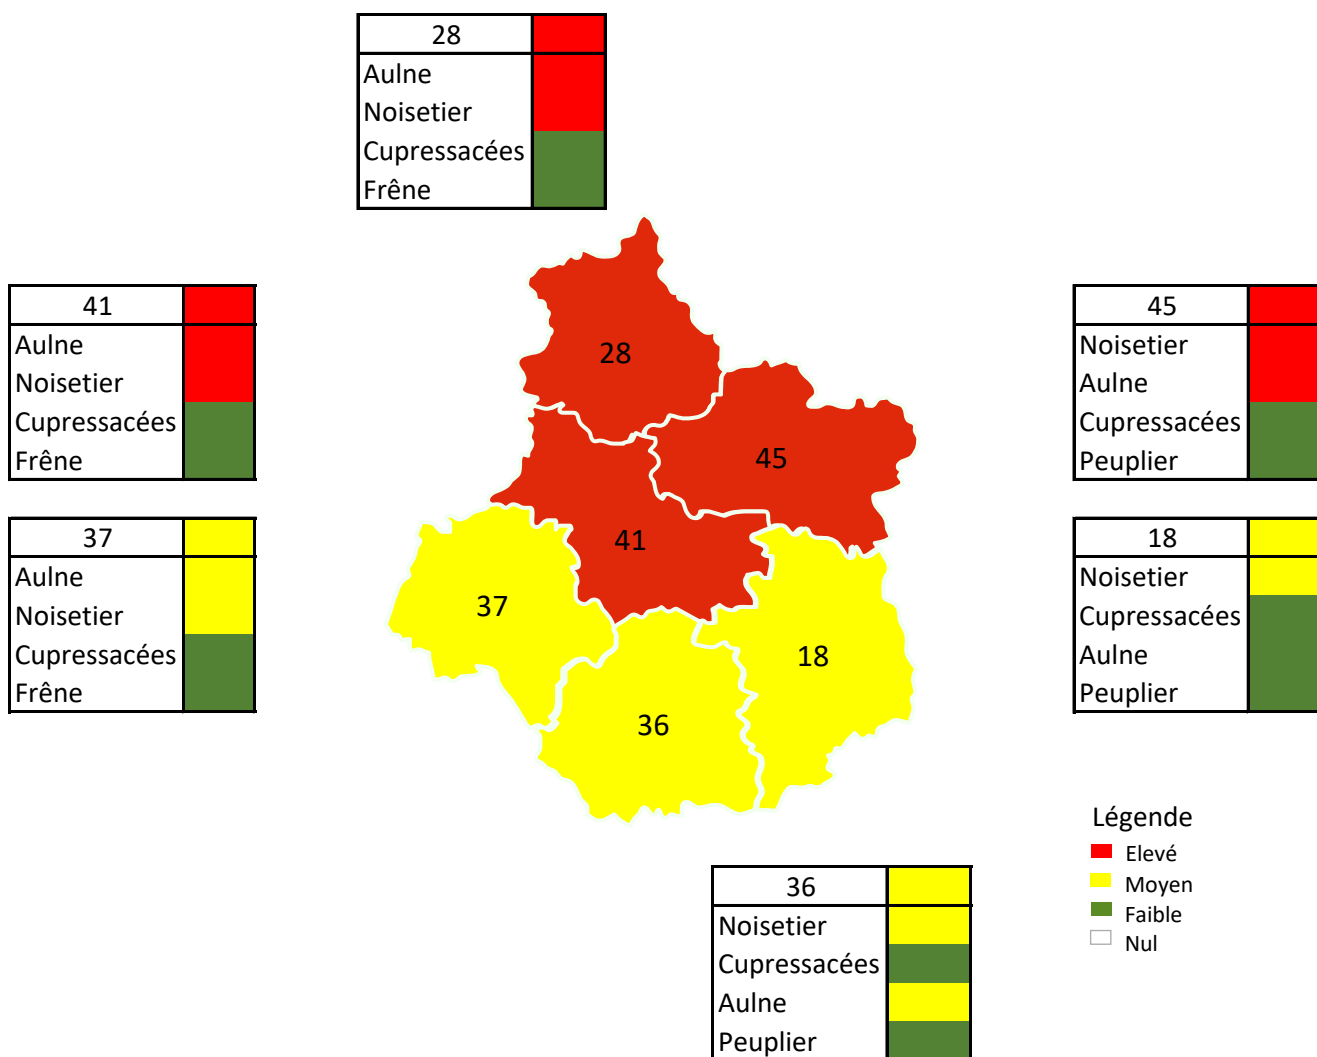 28
Aulne
Noisetier
Cupressacées
Frêne
41
Aulne
Noisetier
Cupressacées
Frêne
45
Noisetier
Aulne
Cupressacées
Peuplier
28
45
41
37
18
36
37
Aulne
Noisetier
Cupressacées
Frêne
18
Noisetier
Cupressacées
Aulne
Peuplier
Légende
Elevé
Moyen
Faible
Nul
36
Noisetier
Cupressacées
Aulne
Peuplier